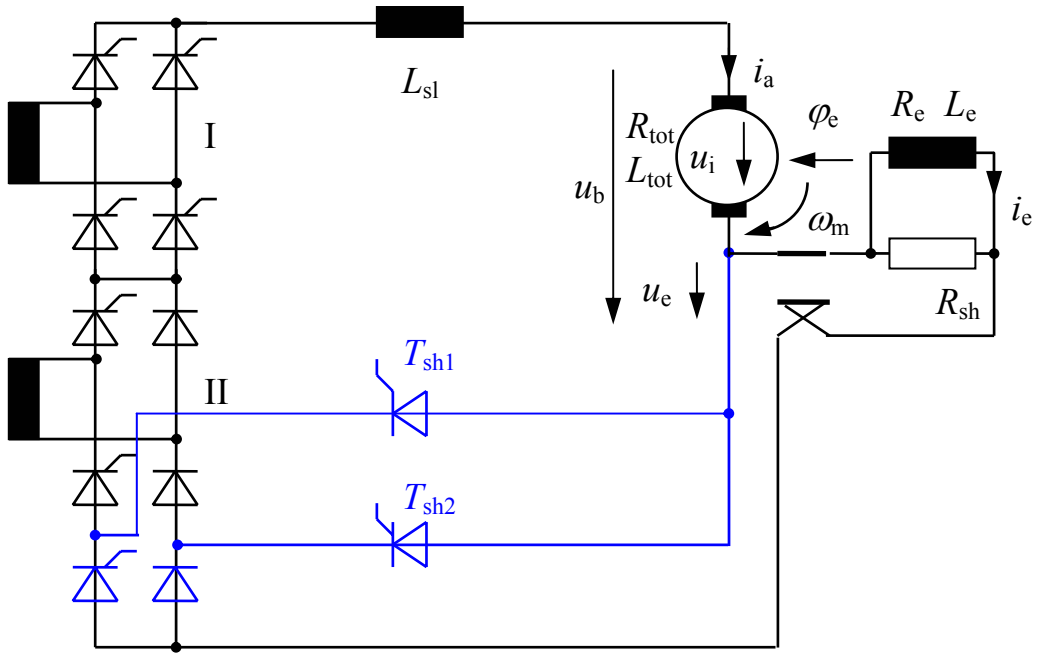 L_sl
i_a
R_e L_e
φ_e
R_tot
I
u_i
L_tot
u_b
i_e
ω_m
u_e
R_sh
T_sh1
II
T_sh2